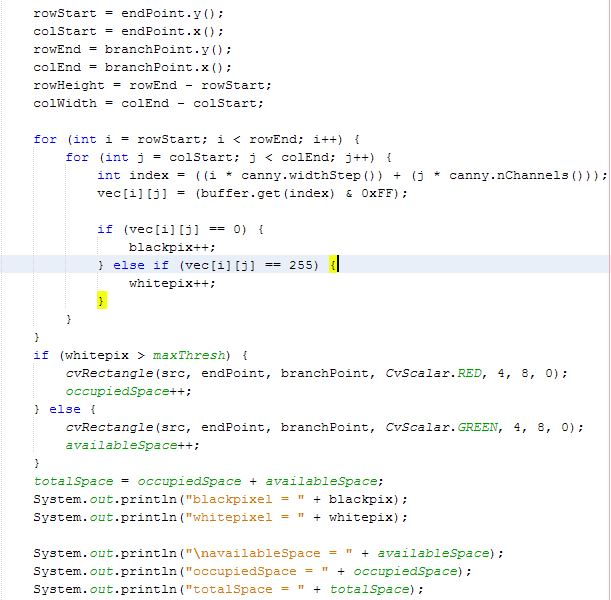 rowStart = endPoint.y();
colStart = endPoint.x();
rowEnd = branchPoint.y();
colEnd = branchPoint.x();
rowHeight = rowEnd - rowStart;
colWidth = colEnd - colStart;
for (int i = rowStart; i < rowEnd; i++) {
for (int j = colStart; j < colEnd; j++) {
int index = ((i * canny.widthStep()) + (j * canny.nChannels()));
vec[i][j] = (buffer.get(index) & 0xFF);
if (vec[i][j] == 0) {
blackpix++;
} else if (vec[i][j] == 255) {
whitepix++;
}
}
}
if (whitepix > maxThresh) {
cvRectangle(src, endPoint, branchPoint, CvScalar.RED, 4, 8, 0);
occupiedSpace++;
} else {
cvRectangle(src, endPoint, branchPoint, CvScalar.GREEN, 4, 8, 0);
availableSpace++;
}
totalSpace = occupiedSpace + availableSpace;
System.out.println("blackpixel = " + blackpix);
System.out.println("whitepixel = " + whitepix);
System.out.println("\navailableSpace = " + availableSpace);
System.out.println("occupiedSpace = " + occupiedSpace);
System.out.println("totalSpace = " + totalSpace);